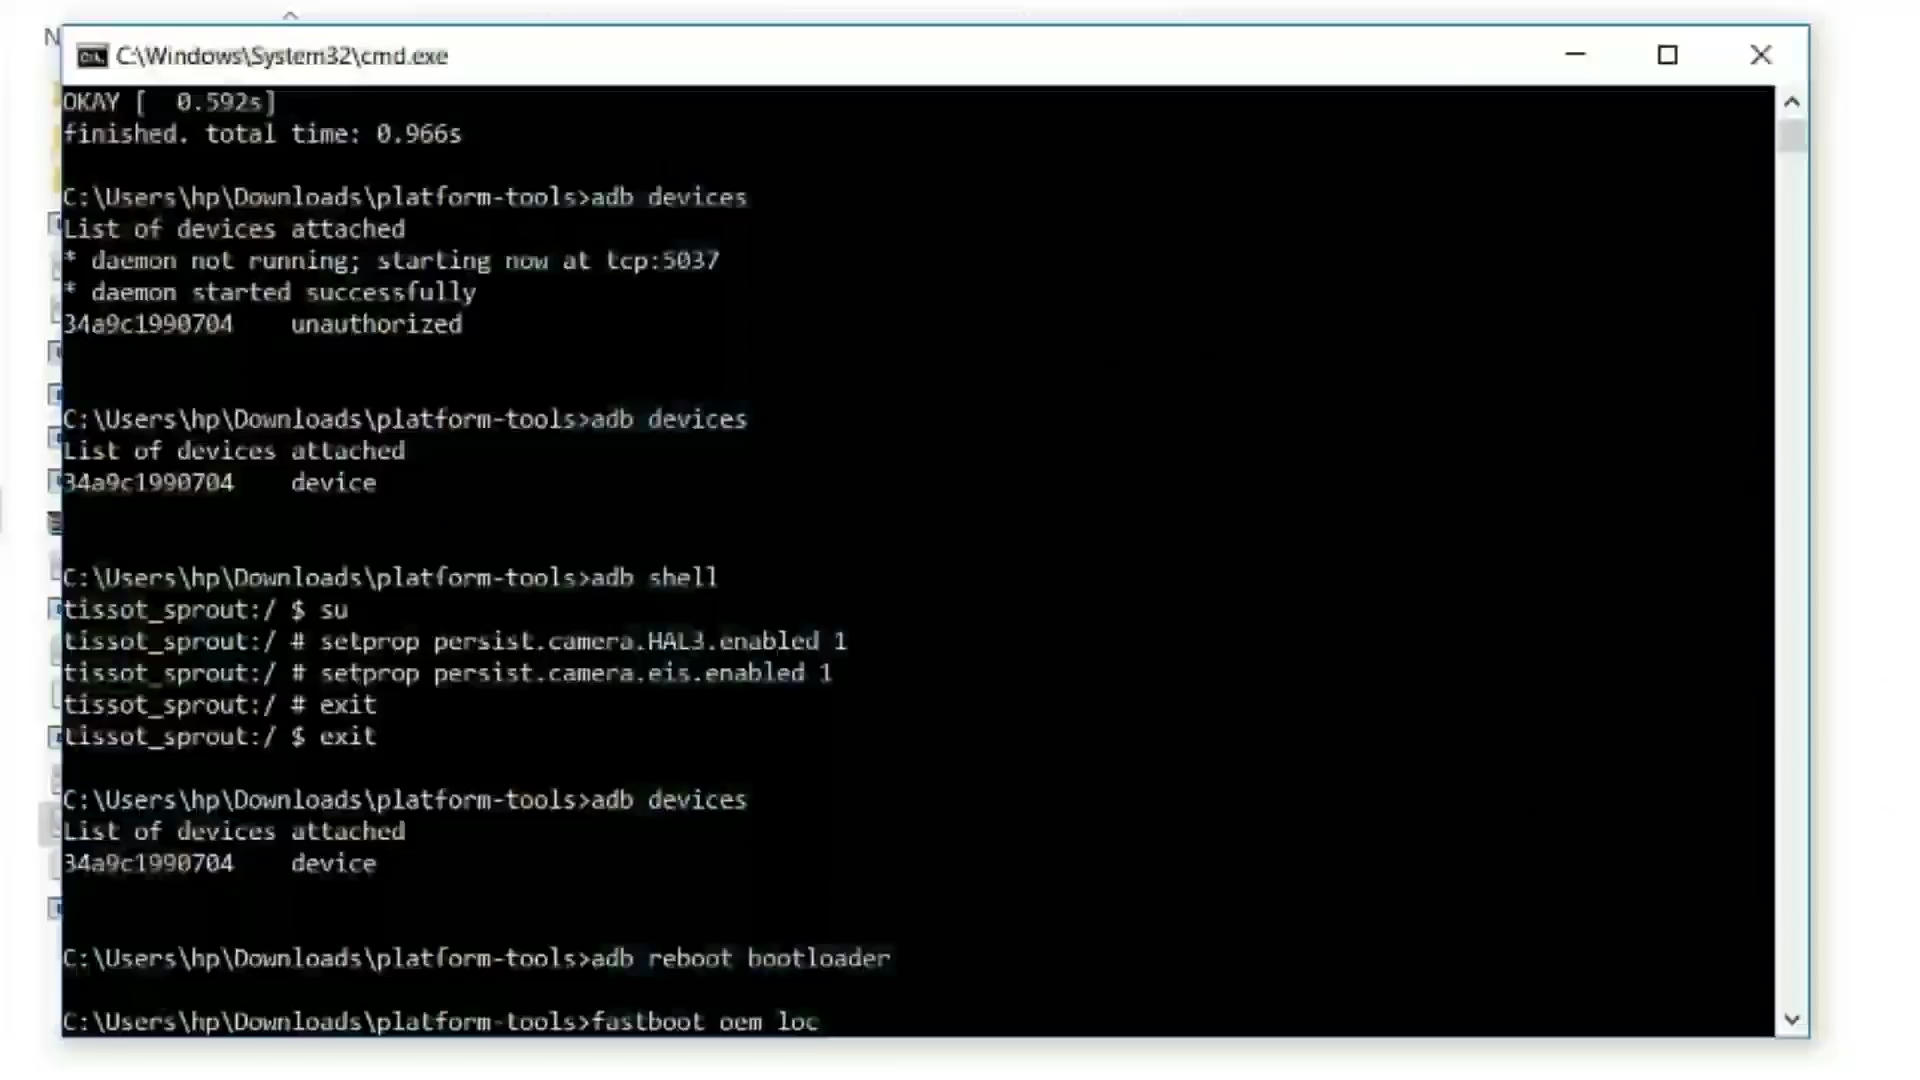 N
C:\Windows\System32\cmd.exe
OKAY [  0.592s]
finished. total time: 0.966s
C:\Users\hp\Downloads\platform-tools>adb devices
List of devices attached
* daemon not running; starting now at tcp:5037
* daemon started successfully
34a9c1990704    unauthorized
C:\Users\hp\Downloads\platform-tools>adb devices
List of devices attached
34a9c1990704    device
C:\Users\hp\Downloads\platform-tools>adb shell
tissot_sprout:/ $ su
tissot_sprout:/ # setprop persist.camera.HAL3.enabled 1
tissot_sprout:/ # setprop persist.camera.eis.enabled 1
tissot_sprout:/ # exit
tissot_sprout:/ $ exit
C:\Users\hp\Downloads\platform-tools>adb devices
List of devices attached
34a9c1990704    device
C:\Users\hp\Downloads\platform-tools>adb reboot bootloader
C:\Users\hp\Downloads\platform-tools>fastboot oem loc